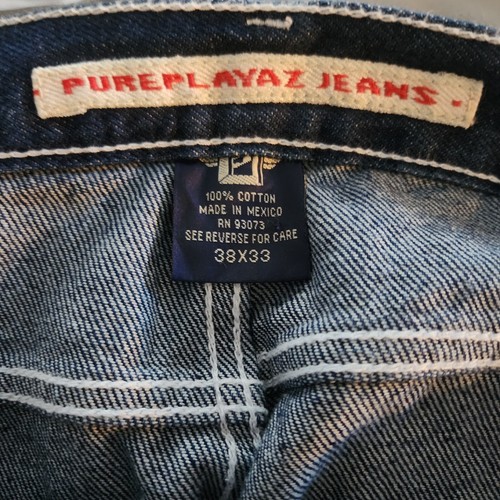 · PUREPLAYAZ JEANS ·
P
100% COTTON
MADE IN MEXICO
RN 93073
SEE REVERSE FOR CARE
38X33